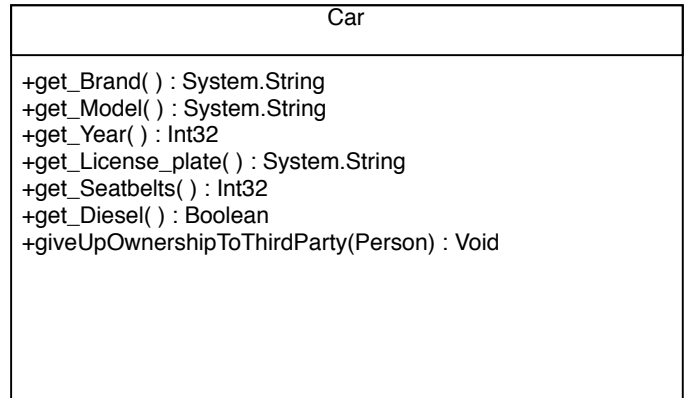 Car
+get_Brand( ) : System.String
+get_Model( ) : System.String
+get_Year( ) : Int32
+get_License_plate( ) : System.String
+get_Seatbelts( ) : Int32
+get_Diesel( ) : Boolean
+giveUpOwnershipToThirdParty(Person) : Void